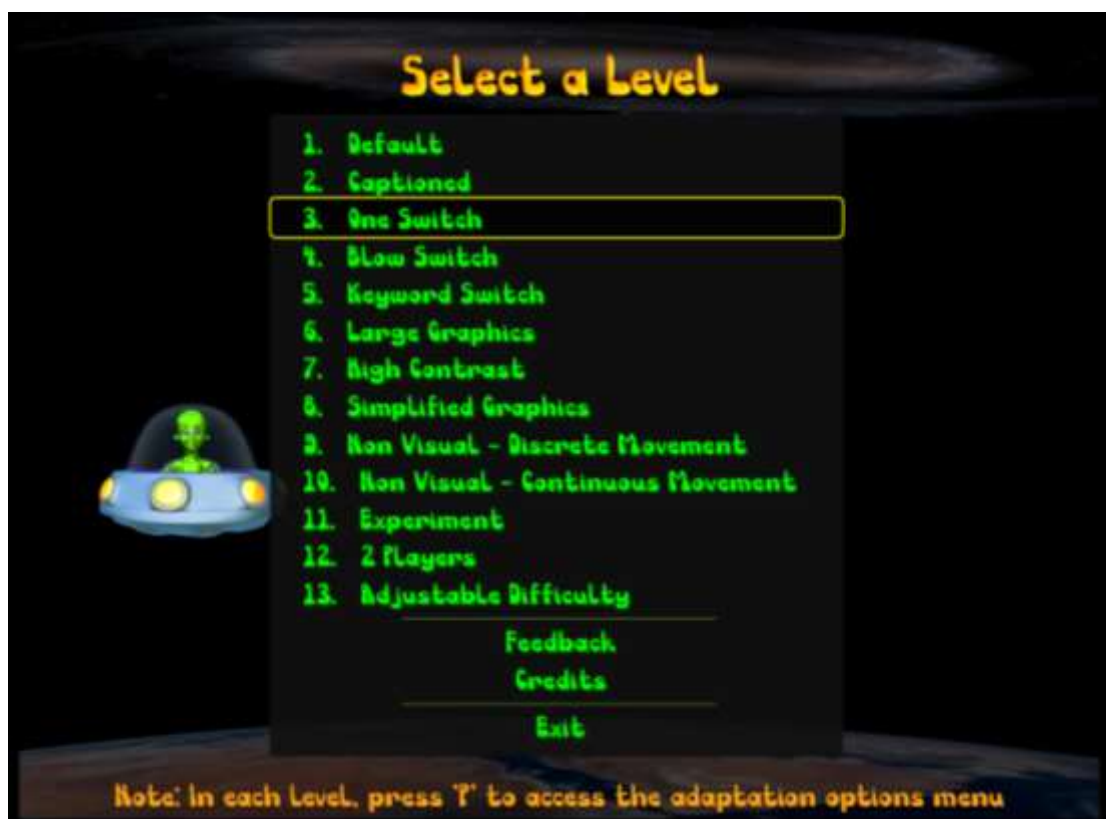 Select a Level
1. Default
2. Captioned
3. One Switch
4. Blow Switch
5. Keyword Switch
6. Large Graphics
7. High Contrast
8. Simplified Graphics
9. Non Visual - Discrete Movement
10. Non Visual - Continuous Movement
11. Experiment
12. 2 Players
13. Adjustable Difficulty
Feedback
Credits
Exit
Note: In each level, press 'P' to access the adaptation options menu